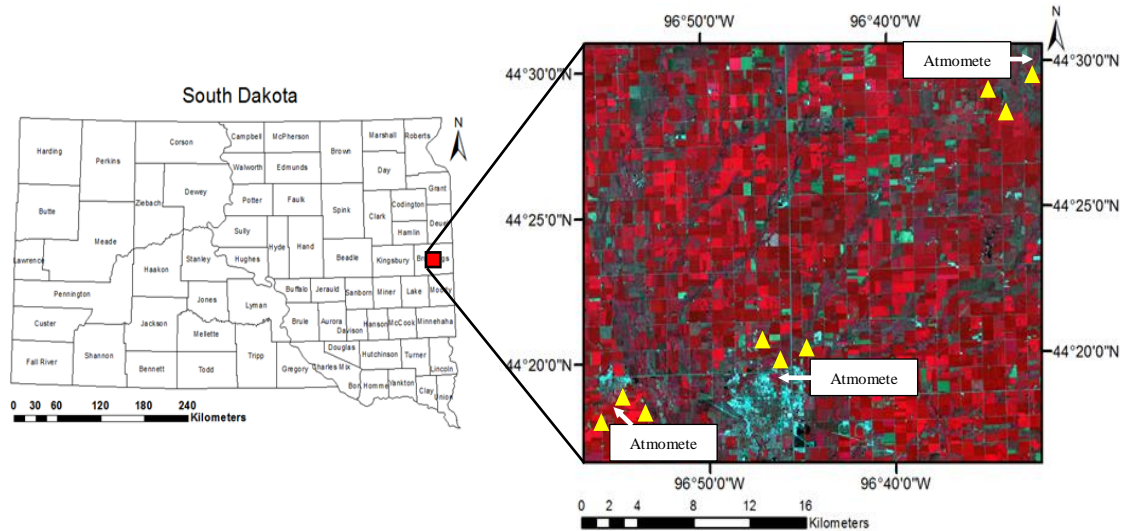 South Dakota
N
Harding
Perkins
Corson
Campbell
McPherson
Brown
Marshall
Roberts
Walworth
Edmunds
Day
Dewey
Ziebach
Potter
Faulk
Grant
Codington
Butte
Spink
Clark
Hamlin
Deuel
Sully
Meade
Hyde
Hand
Lawrence
Haakon
Stanley
Hughes
Beadle
Kingsbury
Pennington
Jones
Lyman
Buffalo
Jerauld
Sanborn
Miner
Lake
Moody
Custer
Jackson
Mellette
Brule
Aurora
Davison
Hanson
McCook
Minnehaha
Fall River
Shannon
Bennett
Todd
Tripp
Gregory
Douglas
Charles Mix
Hutchinson
Turner
Lincoln
Bon Homme
Yankton
Clay
Union
0 30 60 120 180 240
Kilometers
96°50'0"W 96°40'0"W
N
44°30'0"N
44°30'0"N
44°25'0"N
44°25'0"N
44°20'0"N
44°20'0"N
Atmomete
Atmomete
Atmomete
96°50'0"W 96°40'0"W
0 2 4 8 12 16
Kilometers